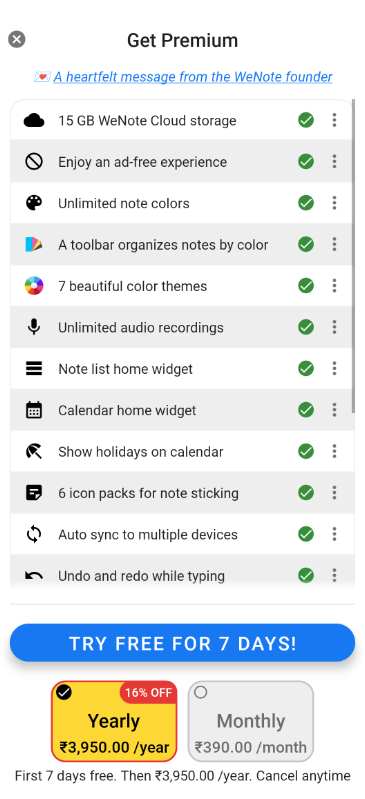 Get Premium
A heartfelt message from the WeNote founder
15 GB WeNote Cloud storage
Enjoy an ad-free experience
Unlimited note colors
A toolbar organizes notes by color
7 beautiful color themes
Unlimited audio recordings
Note list home widget
Calendar home widget
Show holidays on calendar
6 icon packs for note sticking
Auto sync to multiple devices
Undo and redo while typing
TRY FREE FOR 7 DAYS!
16% OFF
Yearly
₹3,950.00 /year
Monthly
₹390.00 /month
First 7 days free. Then ₹3,950.00 /year. Cancel anytime